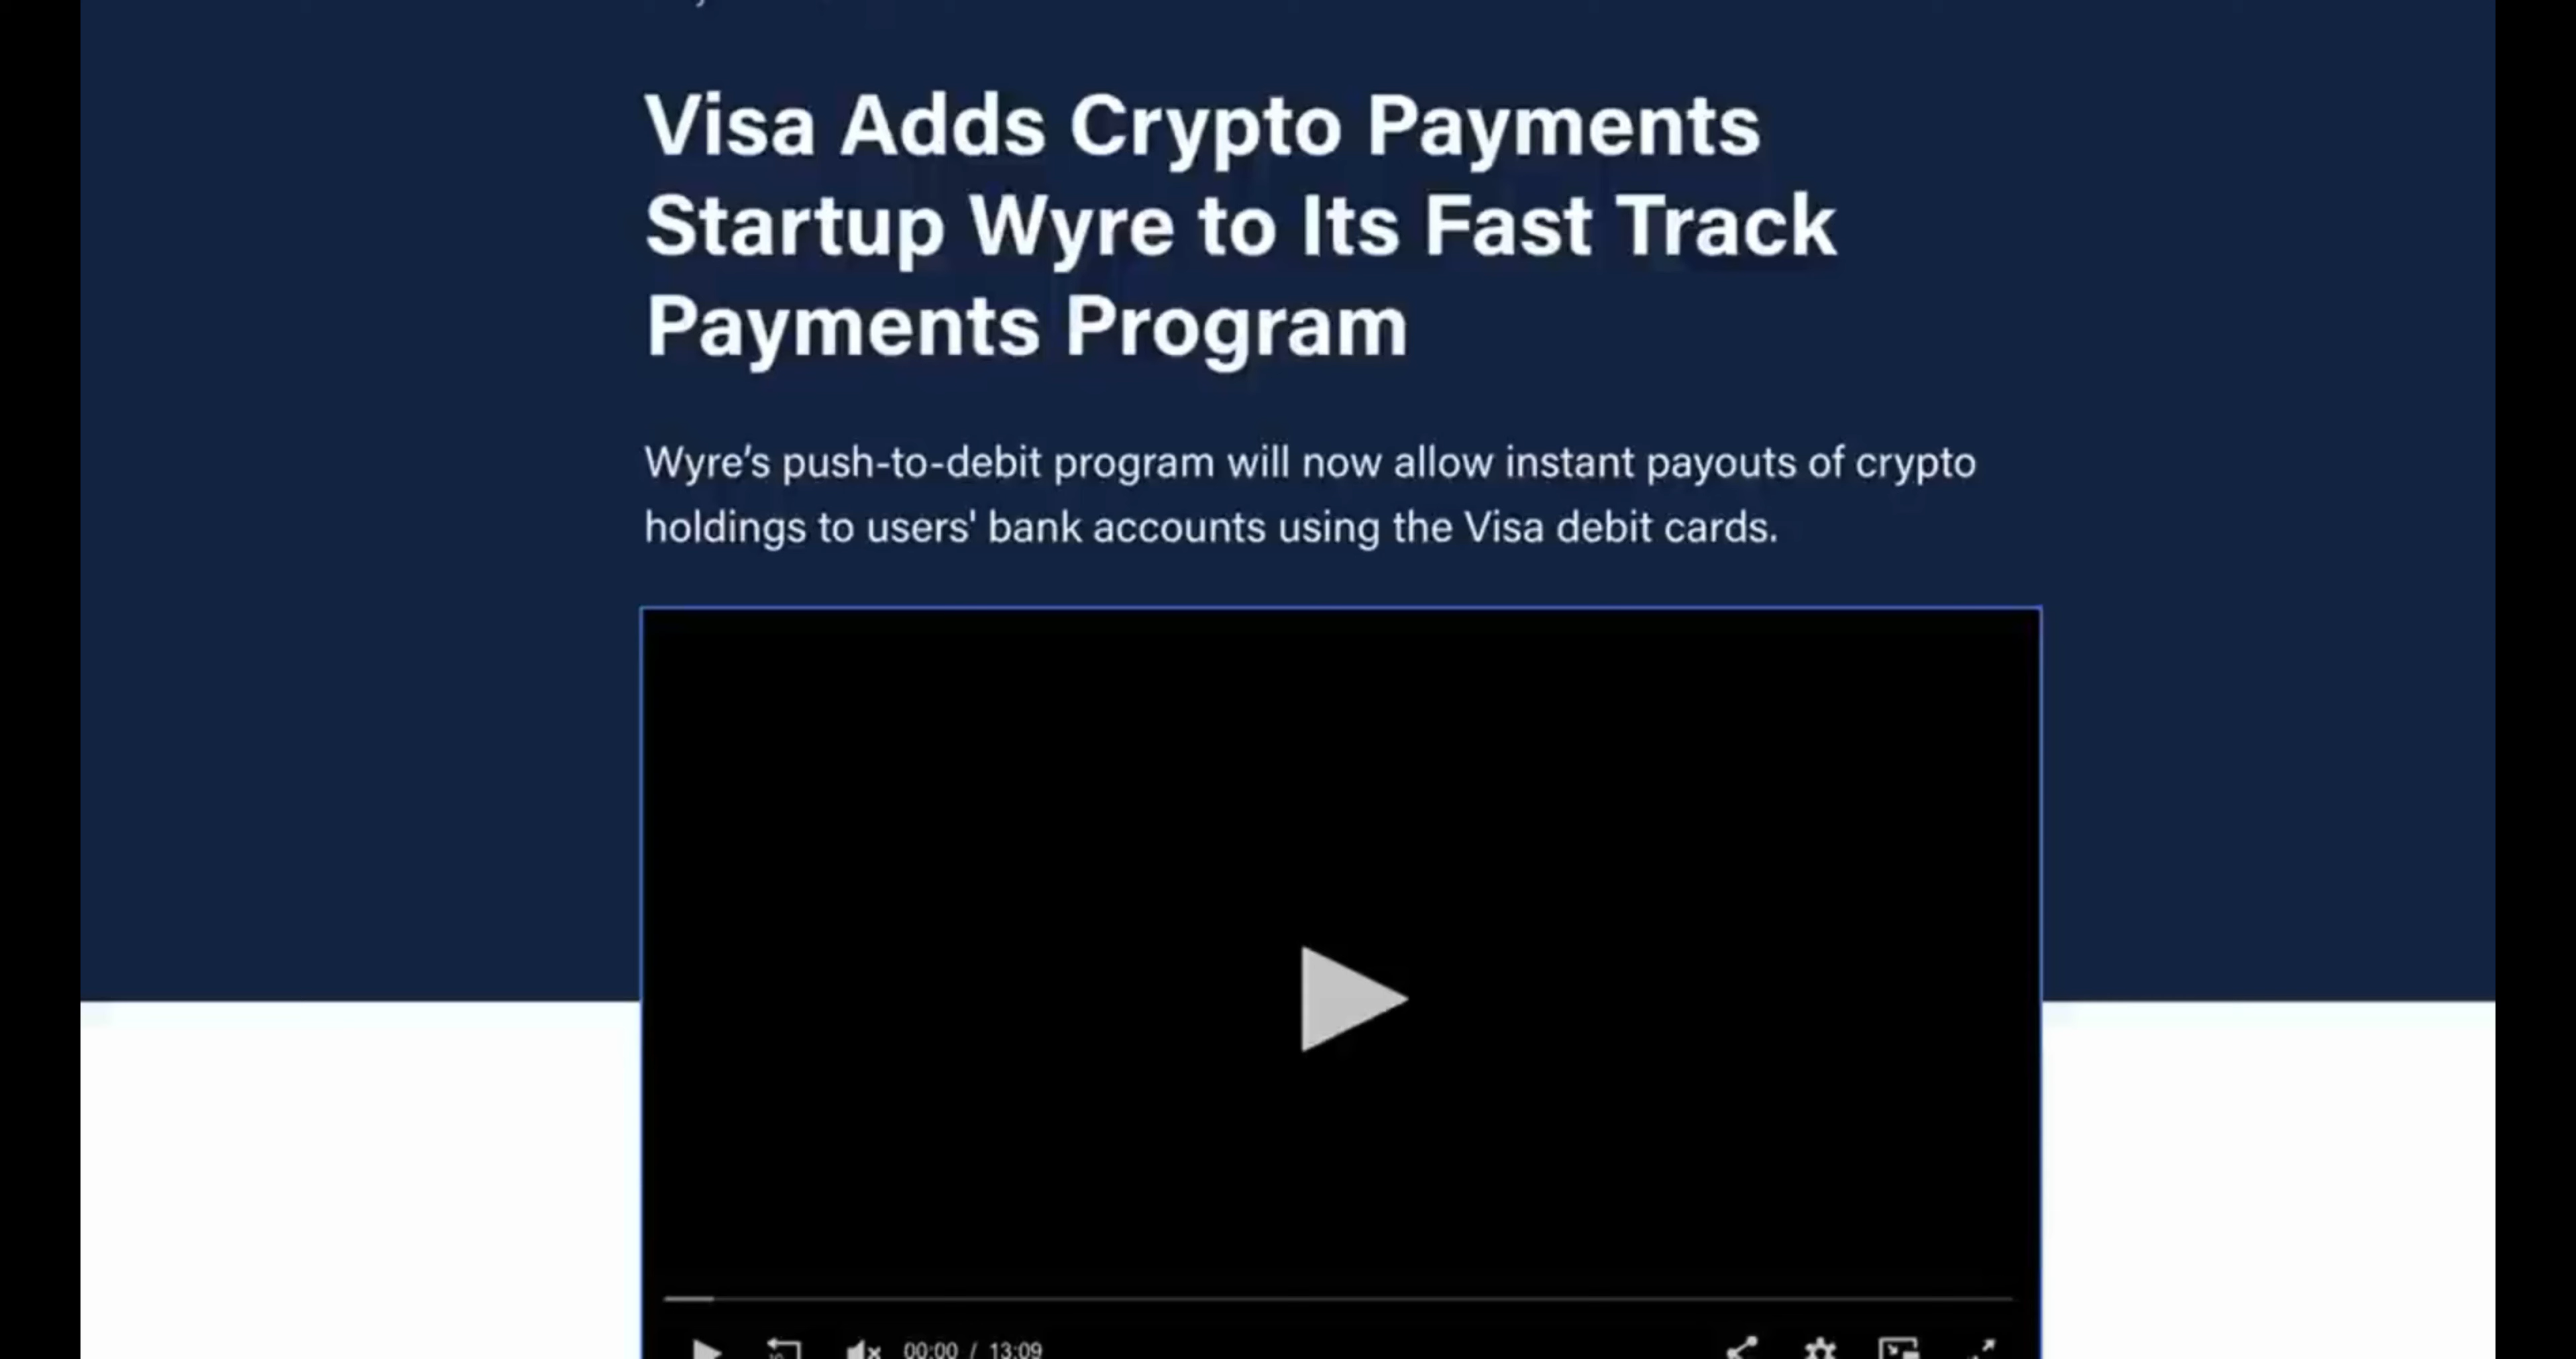 Visa Adds Crypto Payments
Startup Wyre to Its Fast Track
Payments Program
Wyre’s push-to-debit program will now allow instant payouts of crypto
holdings to users' bank accounts using the Visa debit cards.
00:00 / 13:09